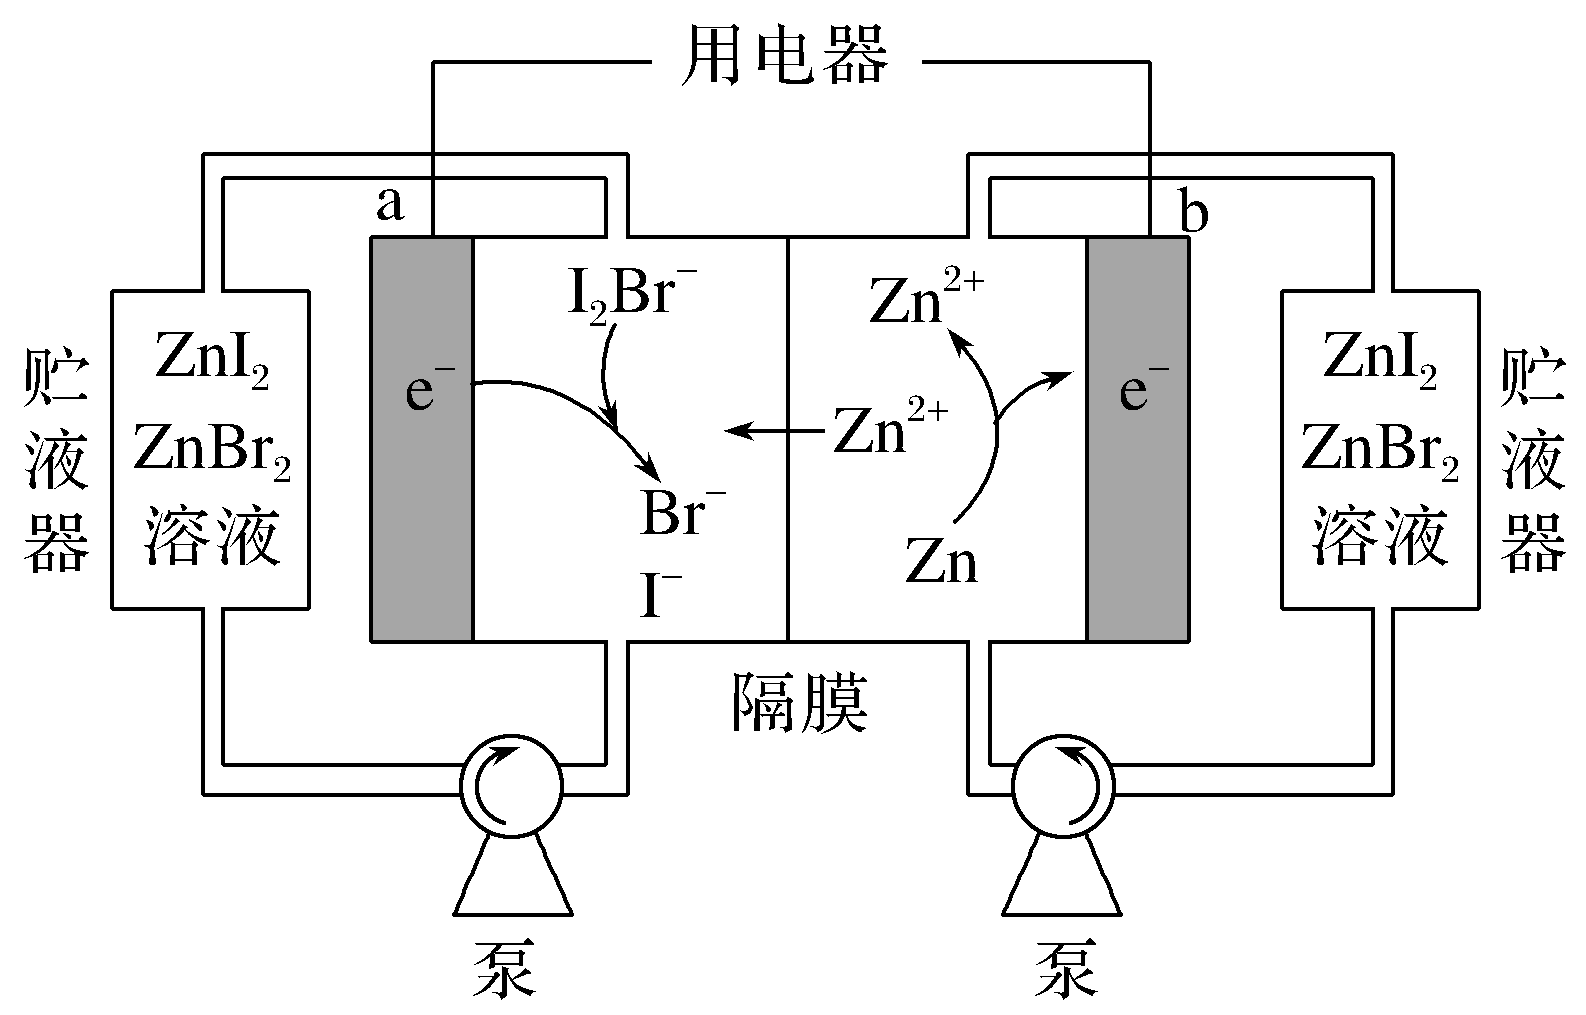 用电器
a
b
I₂Br⁻
Zn²⁺
ZnI₂
ZnBr₂
溶液
贮液器
e⁻
Zn²⁺
e⁻
ZnI₂
ZnBr₂
溶液
贮液器
Br⁻
I⁻
Zn
隔膜
泵
泵